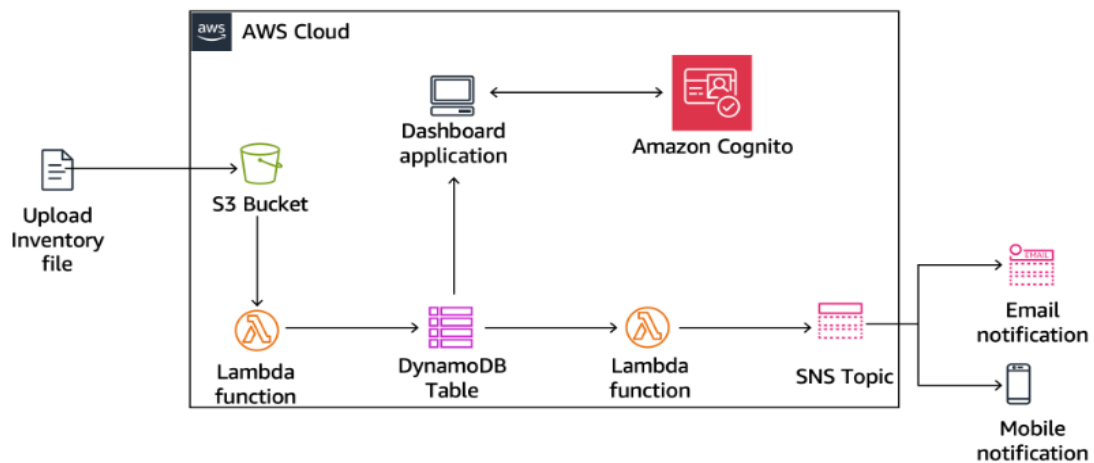 aws
AWS Cloud
Dashboard
application
Amazon Cognito
S3 Bucket
Upload
Inventory
file
EMAIL
Email
notification
Lambda
function
DynamoDB
Table
Lambda
function
SNS Topic
Mobile
notification